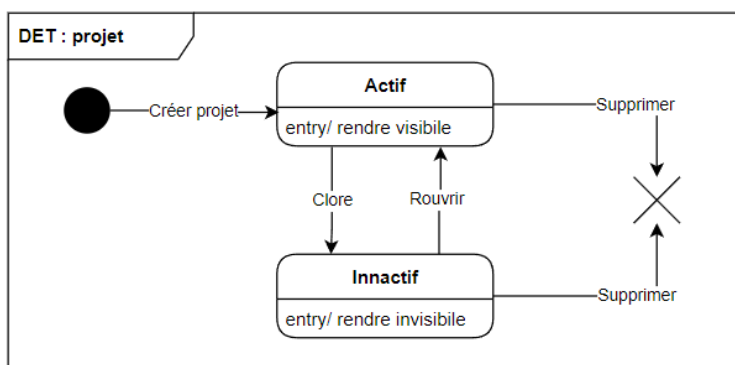 DET : projet
Actif
Créer projet
Supprimer
entry/ rendre visibile
Clore
Rouvrir
Innactif
Supprimer
entry/ rendre invisibile